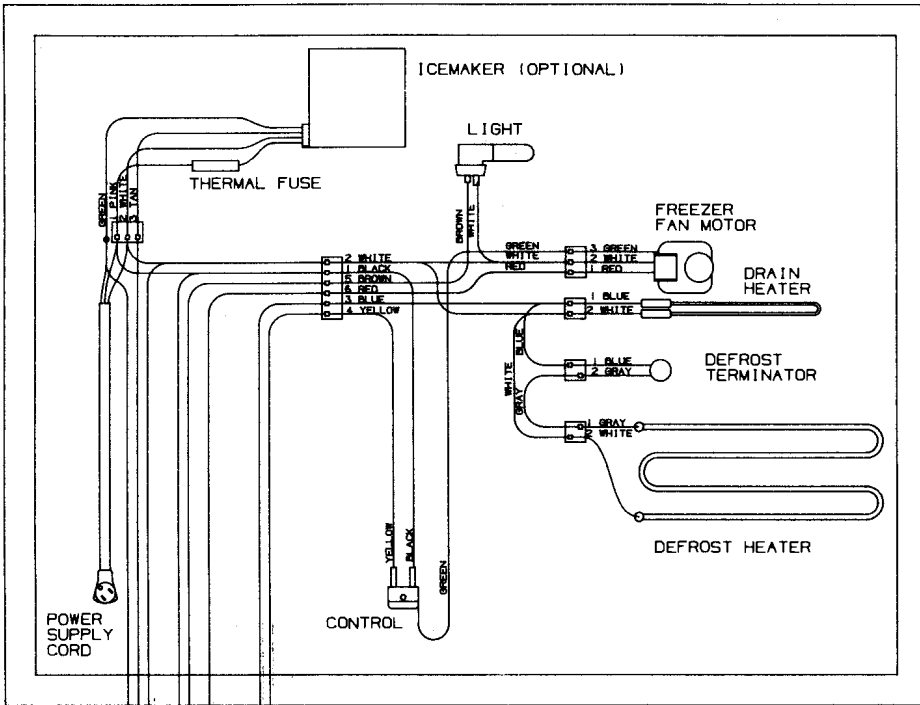 ICEMAKER (OPTIONAL)
LIGHT
THERMAL FUSE
GREEN
1 PINK
2 WHITE
3 TAN
BROWN
WHITE
FREEZER
FAN MOTOR
GREEN
WHITE
RED
3 GREEN
2 WHITE
1 RED
2 WHITE
1 BLACK
5 BROWN
6 RED
3 BLUE
4 YELLOW
DRAIN
HEATER
1 BLUE
2 WHITE
BLUE
WHITE
GRAY
1 BLUE
2 GRAY
DEFROST
TERMINATOR
1 GRAY
2 WHITE
DEFROST HEATER
YELLOW
BLACK
GREEN
CONTROL
POWER
SUPPLY
CORD